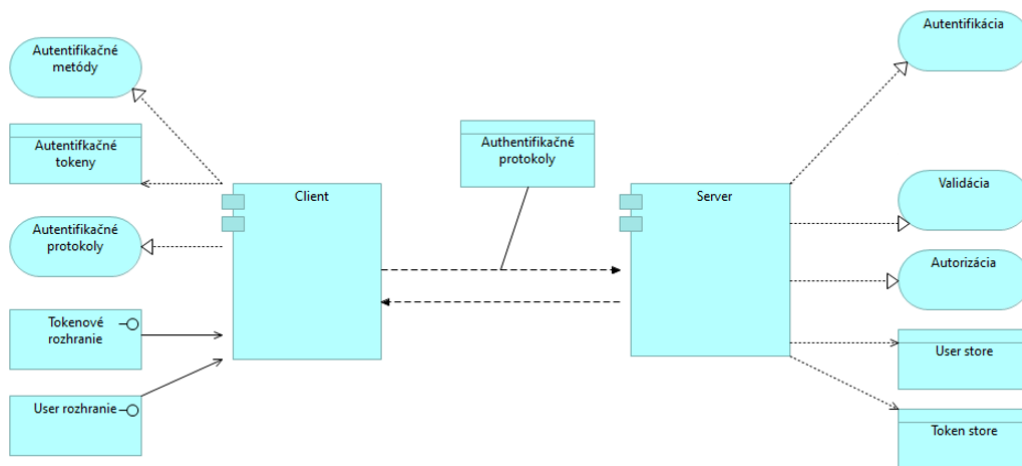 Autentifikačné
metódy
Autentifkačné
tokeny
Autentifikačné
protokoly
Tokenové
rozhranie
User rozhranie
Client
Authentifikačné
protokoly
Server
Autentifikácia
Validácia
Autorizácia
User store
Token store